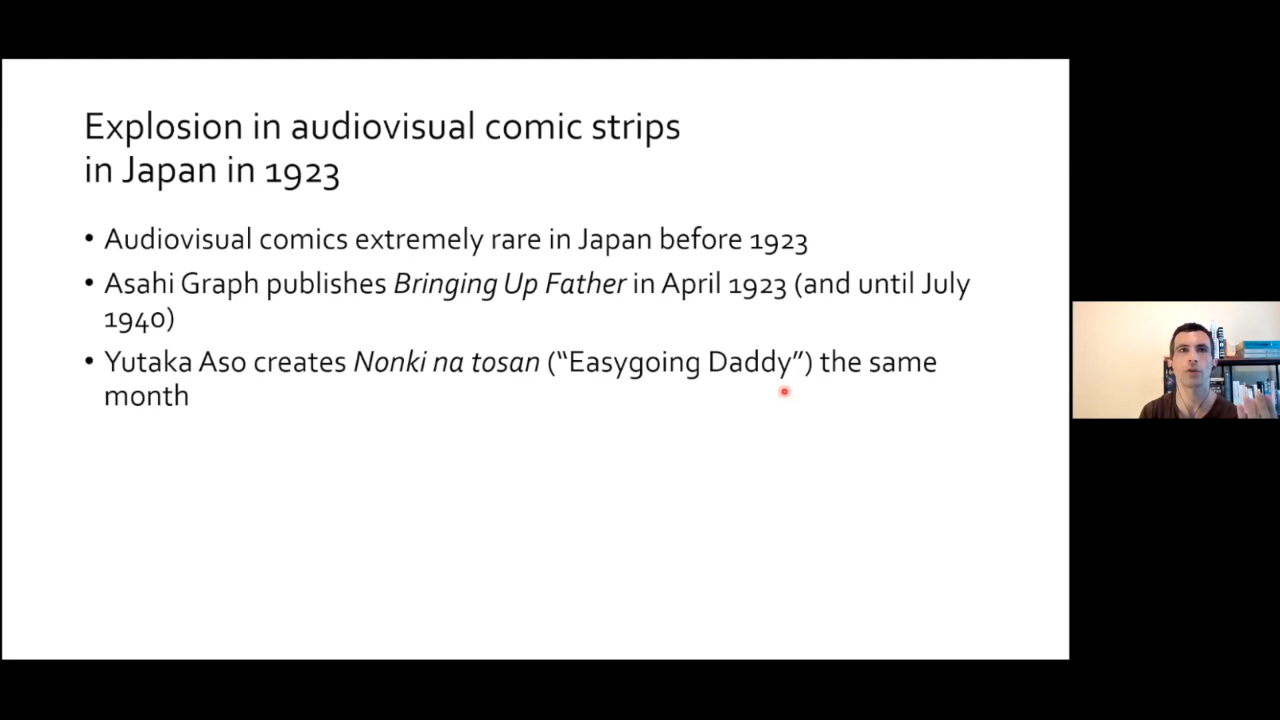 Explosion in audiovisual comic strips
in Japan in 1923
• Audiovisual comics extremely rare in Japan before 1923
• Asahi Graph publishes Bringing Up Father in April 1923 (and until July
1940)
• Yutaka Aso creates Nonki na tosan (“Easygoing Daddy”) the same
month